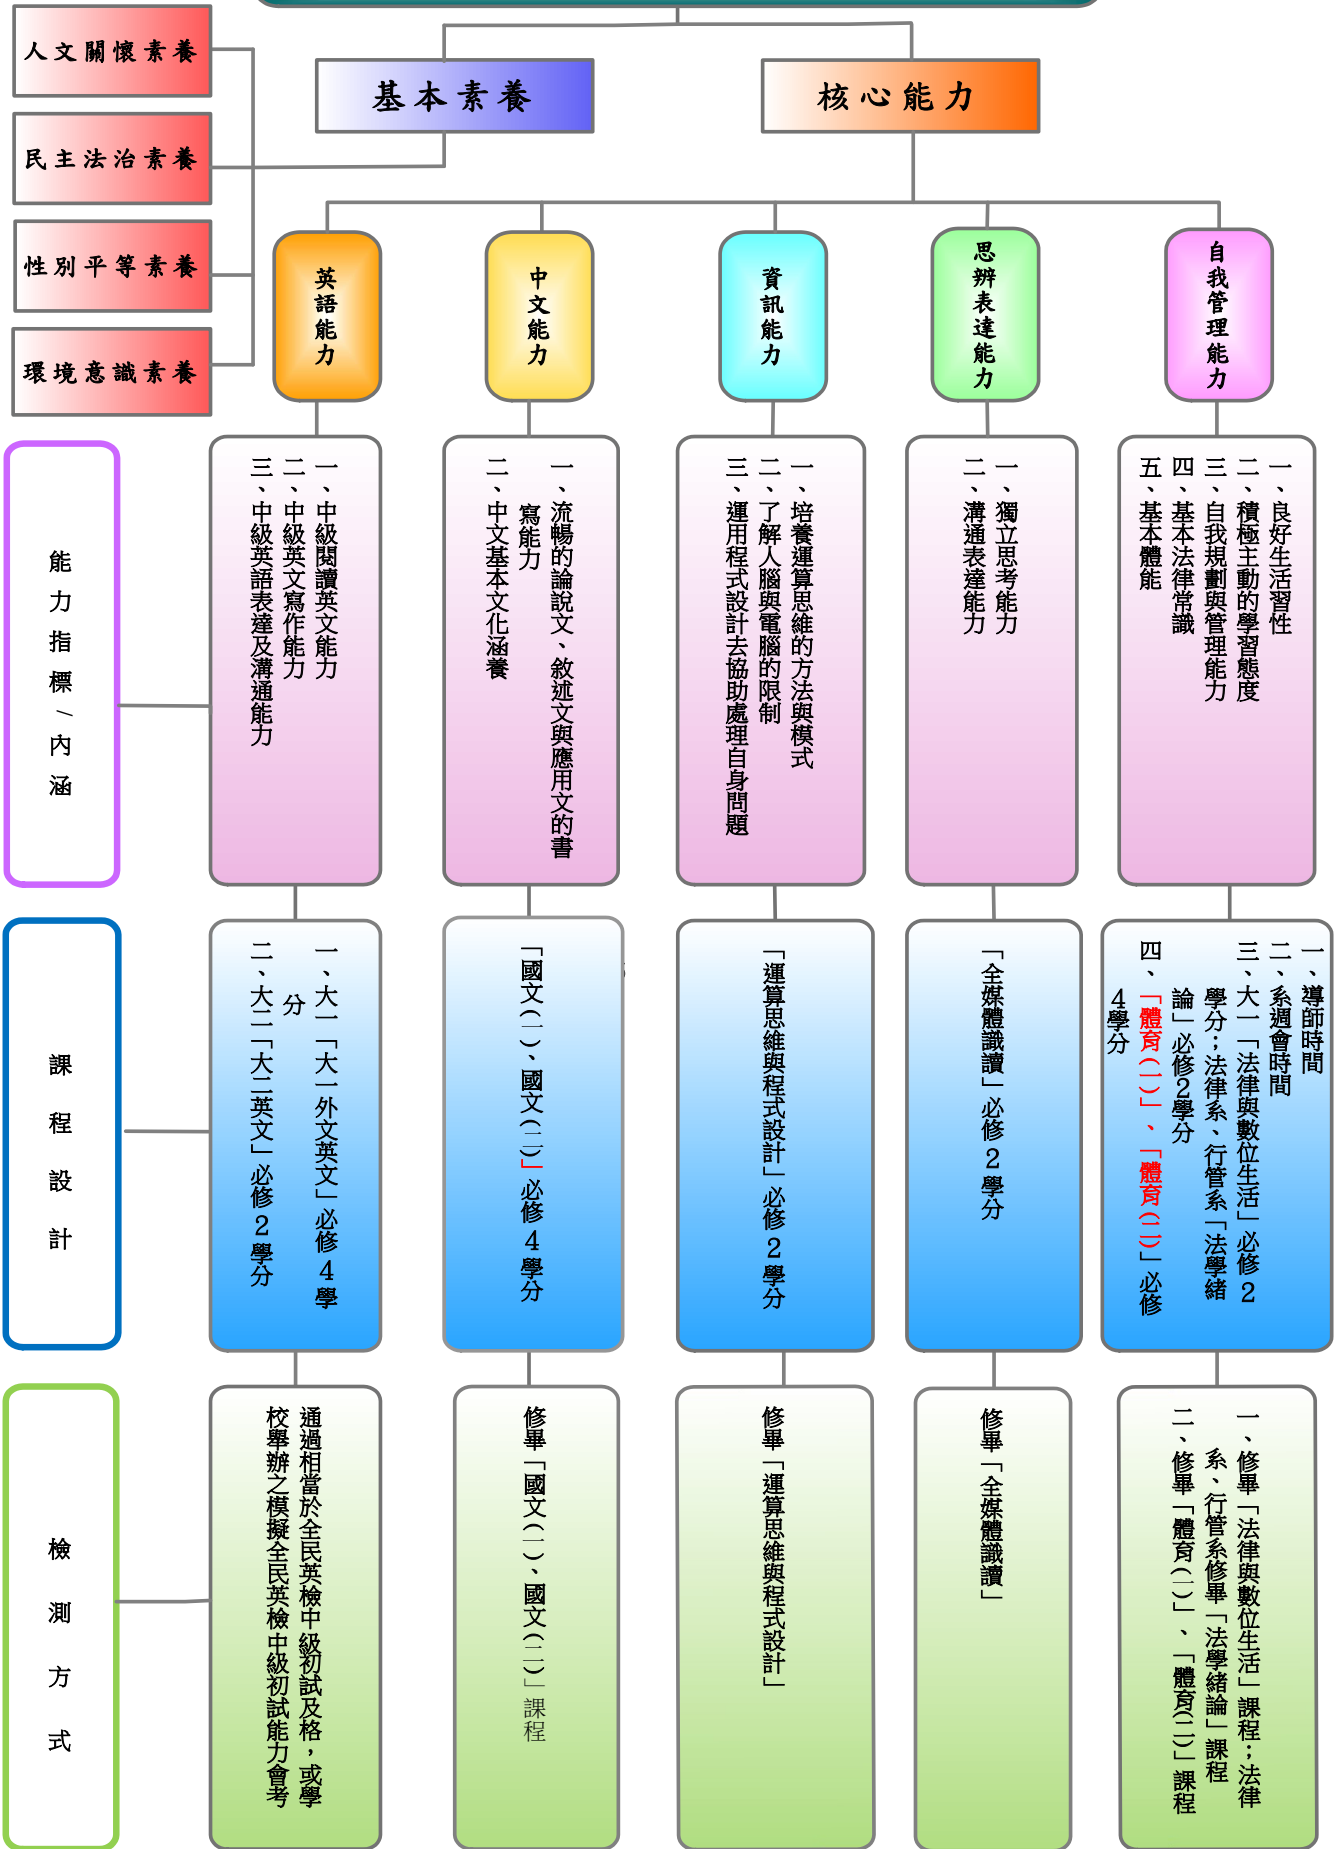 人文關懷素養
民主法治素養
性別平等素養
環境意識素養
基本素養
核心能力
英語能力
中文能力
資訊能力
思辨表達能力
自我管理能力
能力指標/內涵
一、中級閱讀英文能力
二、中級英文寫作能力
三、中級英語表達及溝通能力
一、流暢的論說文、敘述文與應用文的書
寫能力
二、中文基本文化涵養
一、培養運算思維的方法與模式
二、了解人腦與電腦的限制
三、運用程式設計去協助處理自身問題
一、獨立思考能力
二、溝通表達能力
一、良好生活習性
二、積極主動的學習態度
三、自我規劃與管理能力
四、基本法律常識
五、基本體能
課程設計
一、大一「大一外文英文」必修4學
分
二、大二「大二英文」必修2學分
「國文(一)、國文(二)」必修4學分
「運算思維與程式設計」必修2學分
「全媒體識讀」必修2學分
一、導師時間
二、系週會時間
三、大一「法律與數位生活」必修2
學分；法律系、行管系「法學緒
論」必修2學分
四、「體育(一)」、「體育(二)」必修
4學分
檢測方式
通過相當於全民英檢中級初試及格，或學
校舉辦之模擬全民英檢中級初試能力會考
修畢「國文(一)、國文(二)」課程
修畢「運算思維與程式設計」
修畢「全媒體識讀」
一、修畢「法律與數位生活」課程；法律
系、行管系修畢「法學緒論」課程
二、修畢「體育(一)」、「體育(二)」課程